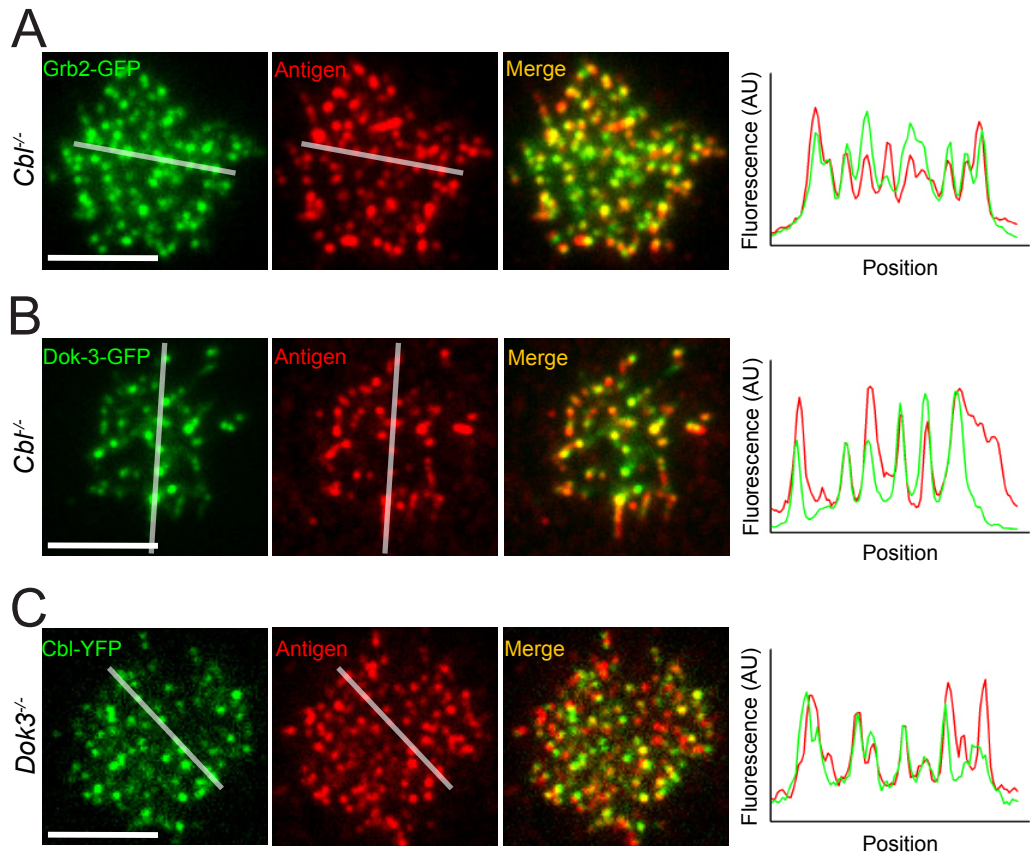 A
Cbl-/-
Grb2-GFP
Antigen
Merge
Fluorescence (AU)
Position
B
Cbl-/-
Dok-3-GFP
Antigen
Merge
Fluorescence (AU)
Position
C
Dok3-/-
Cbl-YFP
Antigen
Merge
Fluorescence (AU)
Position